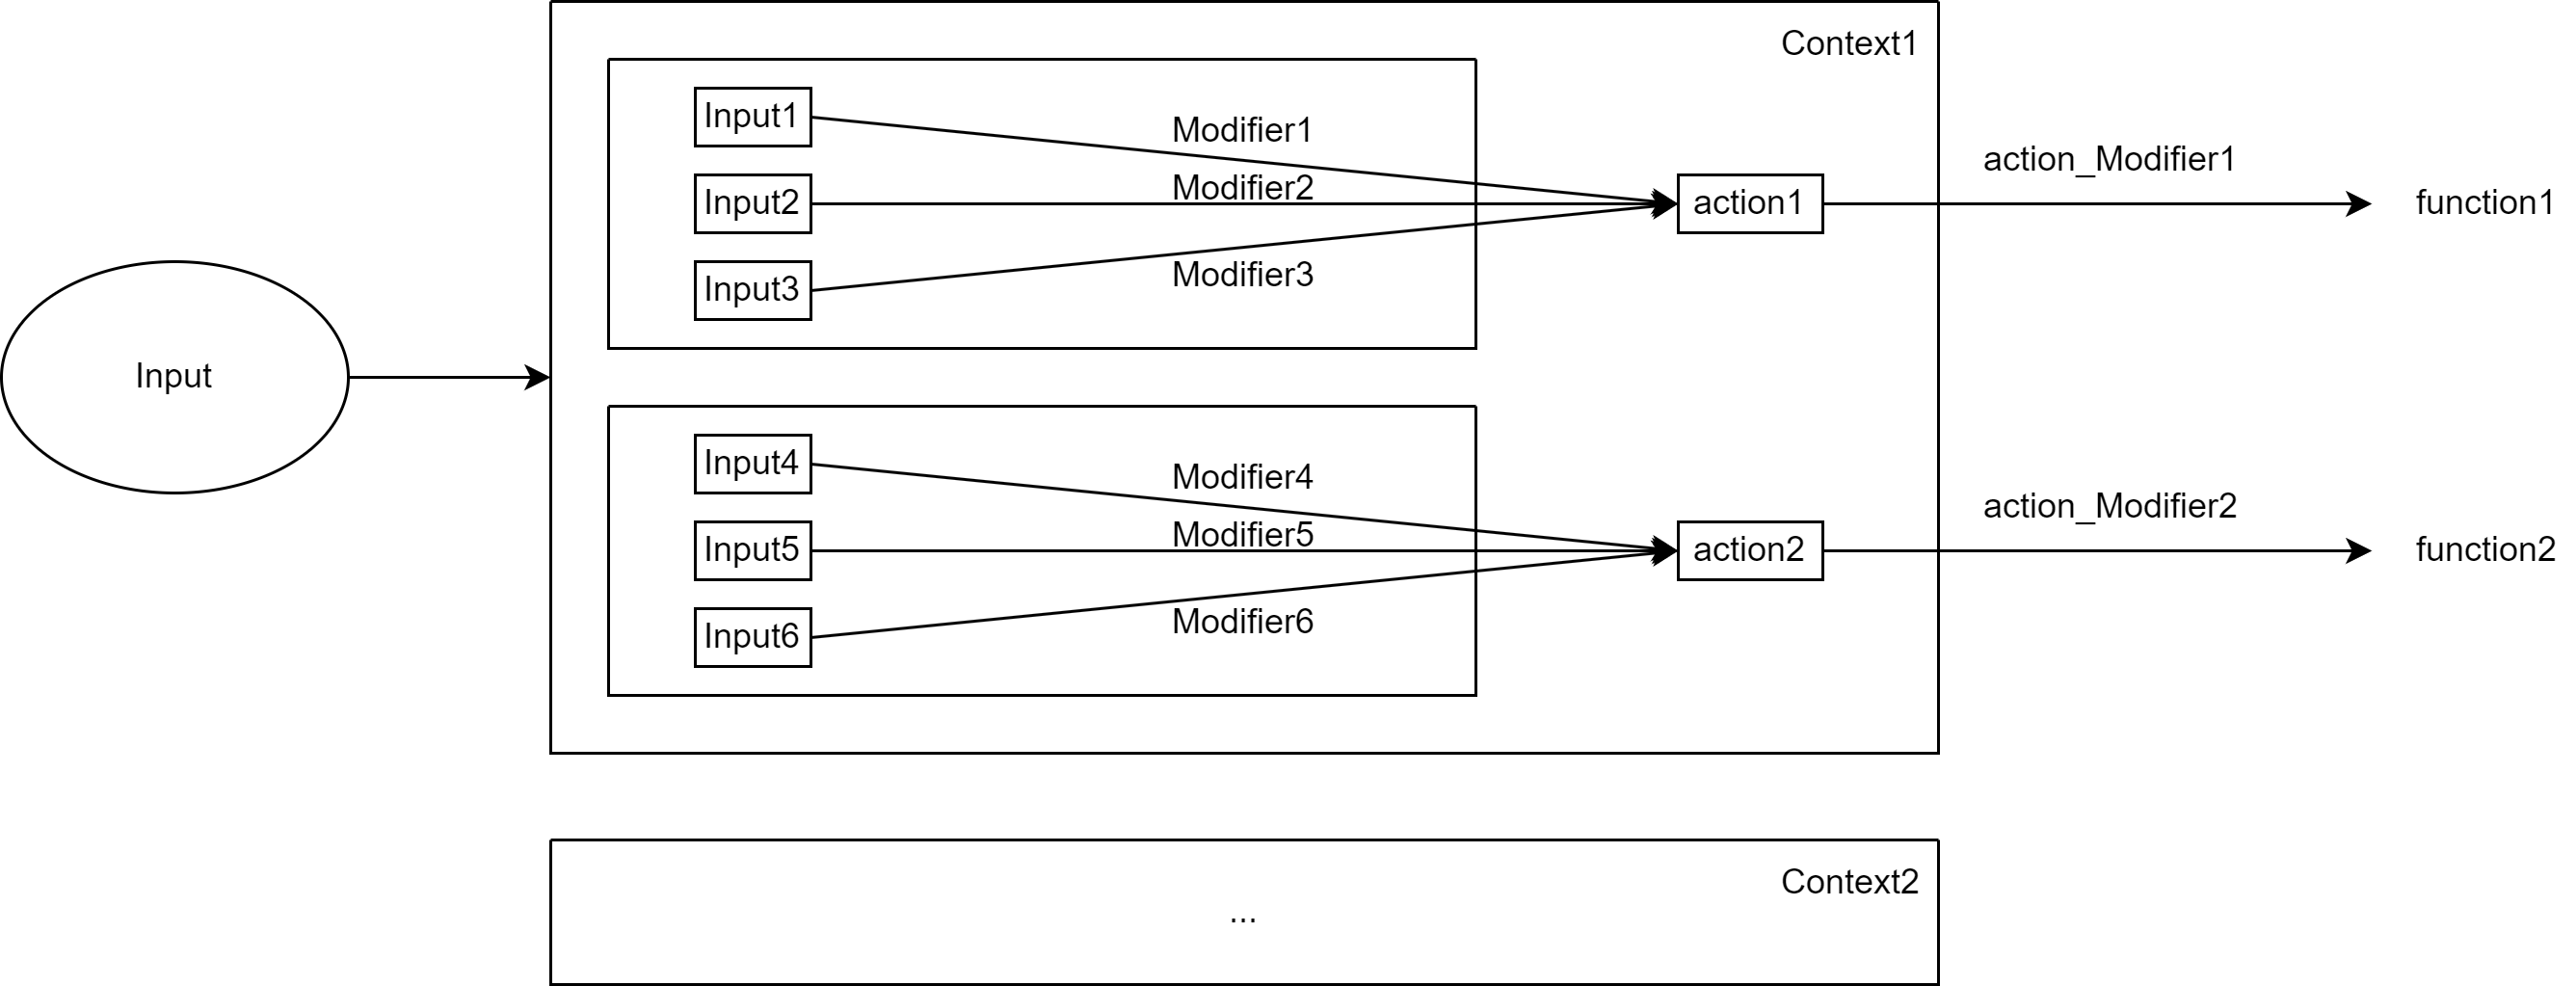 Context1
Input1
Modifier1
action_Modifier1
Modifier2
Input2
action1
function1
Input3
Modifier3
Input
Input4
Modifier4
action_Modifier2
Modifier5
Input5
action2
function2
Input6
Modifier6
Context2
...